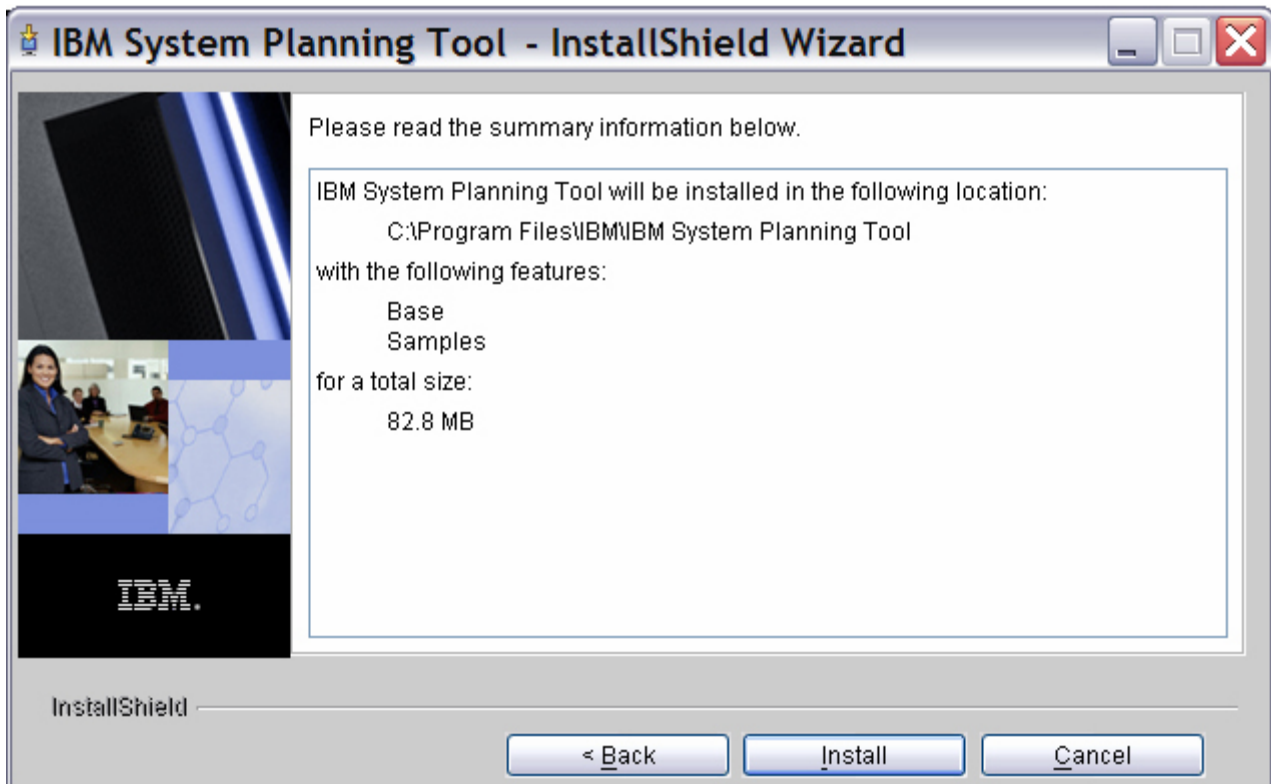 IBM System Planning Tool - InstallShield Wizard
Please read the summary information below.
IBM System Planning Tool will be installed in the following location:
C:\Program Files\IBM\IBM System Planning Tool
with the following features:
Base
Samples
for a total size:
82.8 MB
IBM.
InstallShield
< Back
Install
Cancel